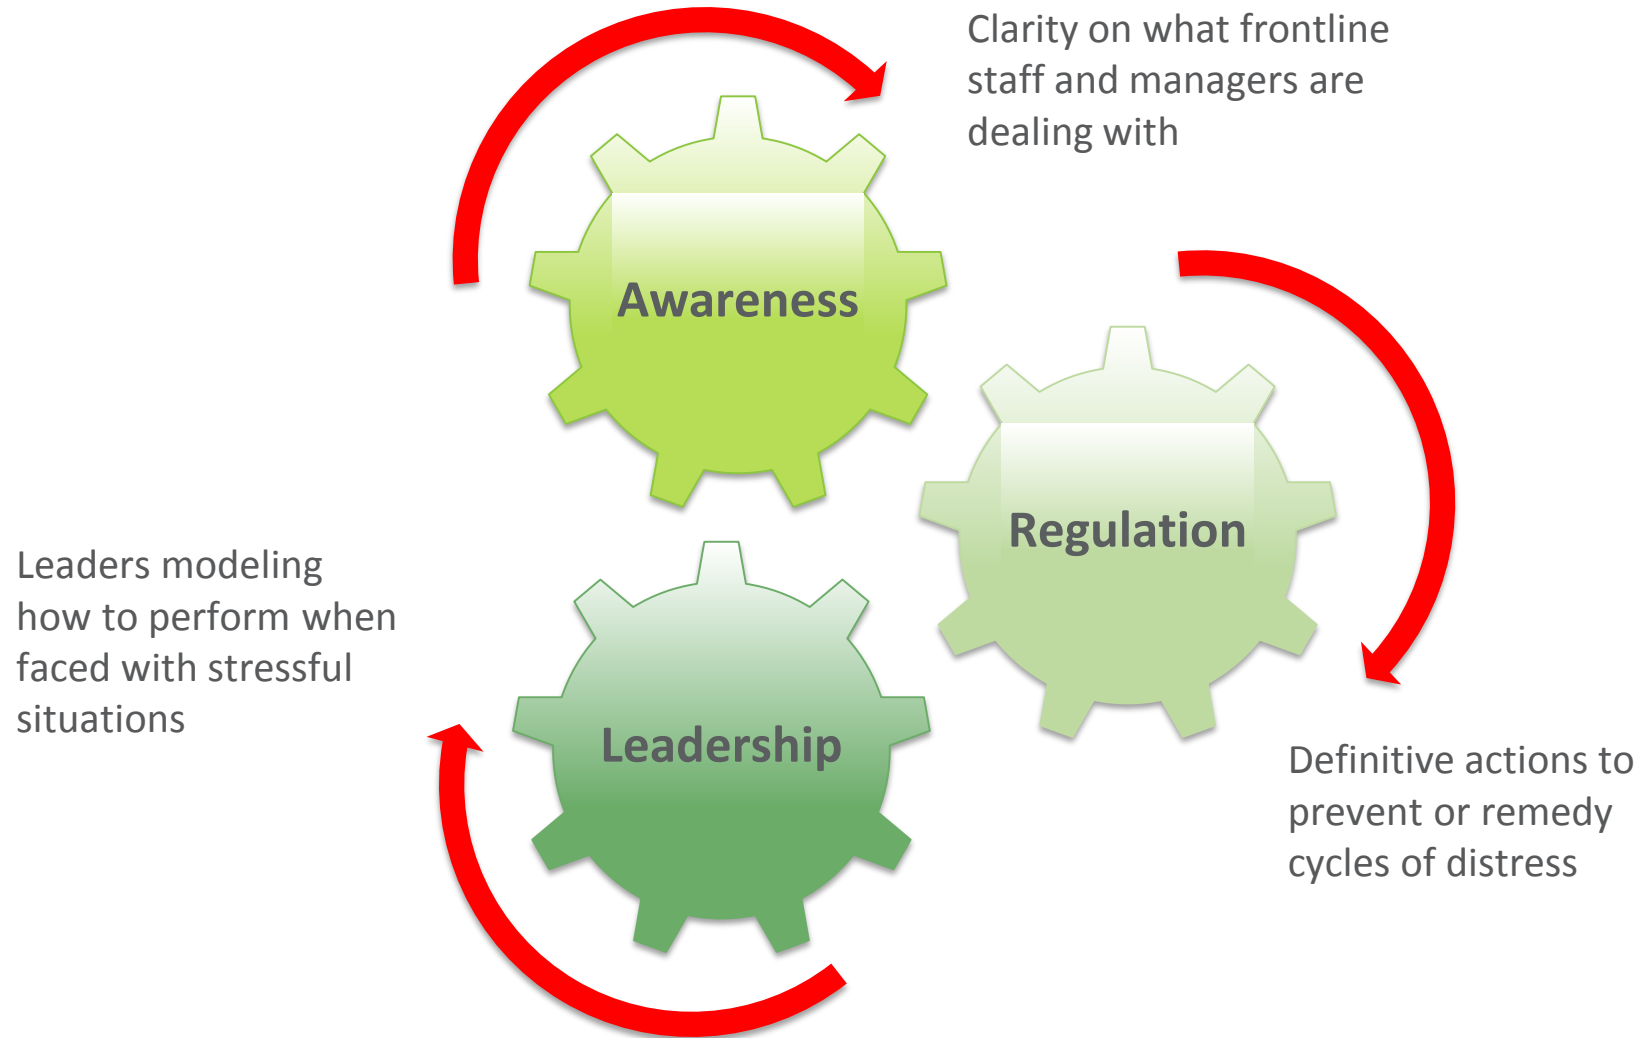 Clarity on what frontline
staff and managers are
dealing with
Awareness
Regulation
Leaders modeling
how to perform when
faced with stressful
situations
Leadership
Definitive actions to
prevent or remedy
cycles of distress